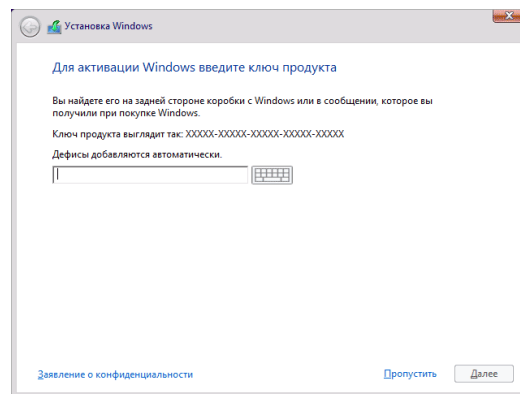 Установка Windows
Для активации Windows введите ключ продукта
Вы найдете его на задней стороне коробки с Windows или в сообщении, которое вы
получили при покупке Windows.
Ключ продукта выглядит так: XXXXX-XXXXX-XXXXX-XXXXX-XXXXX
Дефисы добавляются автоматически.
Заявление о конфиденциальности
Пропустить
Далее